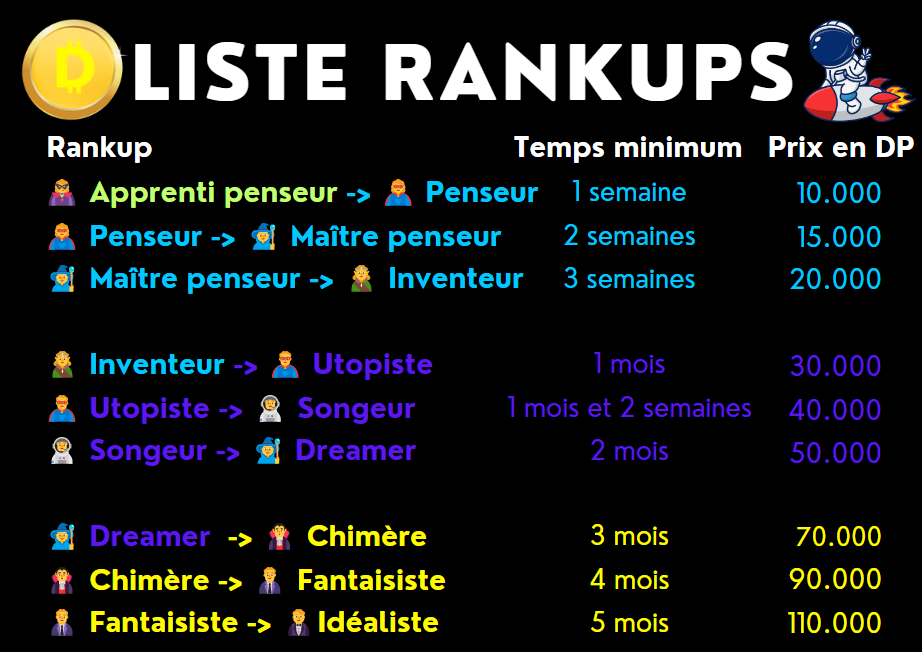 D LISTE RANKUPS
Rankup Temps minimum Prix en DP
Apprenti penseur -> Penseur 1 semaine 10.000
Penseur -> Maître penseur 2 semaines 15.000
Maître penseur -> Inventeur 3 semaines 20.000
Inventeur -> Utopiste 1 mois 30.000
Utopiste -> Songeur 1 mois et 2 semaines 40.000
Songeur -> Dreamer 2 mois 50.000
Dreamer -> Chimère 3 mois 70.000
Chimère -> Fantaisiste 4 mois 90.000
Fantaisiste -> Idéaliste 5 mois 110.000